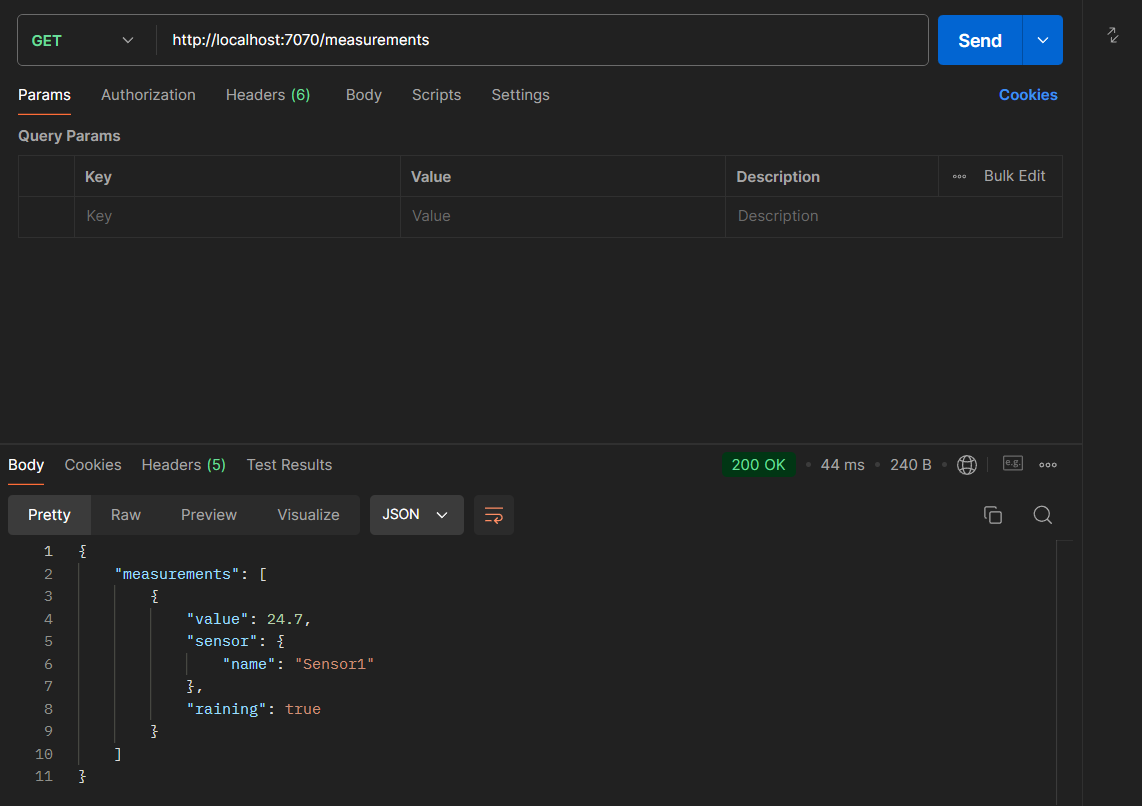 GET http://localhost:7070/measurements Send
Params Authorization Headers (6) Body Scripts Settings Cookies
Query Params
Key Value Description Bulk Edit
Key Value Description
Body Cookies Headers (5) Test Results 200 OK • 44 ms • 240 B • e.g.
Pretty Raw Preview Visualize JSON
1 {
2 "measurements": [
3 {
4 "value": 24.7,
5 "sensor": {
6 "name": "Sensor1"
7 },
8 "raining": true
9 }
10 ]
11 }